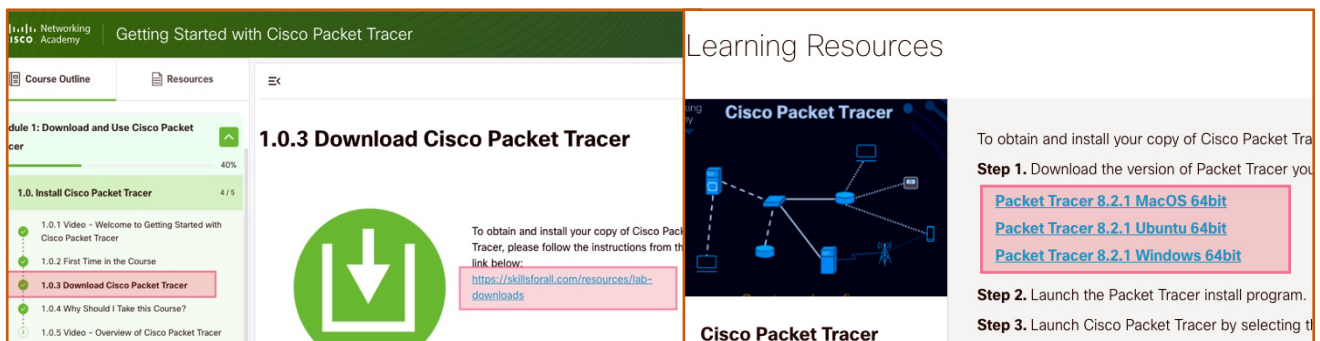 Networking
Academy
Getting Started with Cisco Packet Tracer
Course Outline
Resources
dule 1: Download and Use Cisco Packet
cer
40%
1.0. Install Cisco Packet Tracer
4 / 5
1.0.1 Video - Welcome to Getting Started with
Cisco Packet Tracer
1.0.2 First Time in the Course
1.0.3 Download Cisco Packet Tracer
1.0.4 Why Should I Take this Course?
1.0.5 Video - Overview of Cisco Packet Tracer
1.0.3 Download Cisco Packet Tracer
To obtain and install your copy of Cisco Pack
Tracer, please follow the instructions from th
link below:
https://skillsforall.com/resources/lab-
downloads
Learning Resources
Cisco Packet Tracer
Cisco Packet Tracer
To obtain and install your copy of Cisco Packet Tra
Step 1. Download the version of Packet Tracer you
Packet Tracer 8.2.1 MacOS 64bit
Packet Tracer 8.2.1 Ubuntu 64bit
Packet Tracer 8.2.1 Windows 64bit
Step 2. Launch the Packet Tracer install program.
Step 3. Launch Cisco Packet Tracer by selecting th